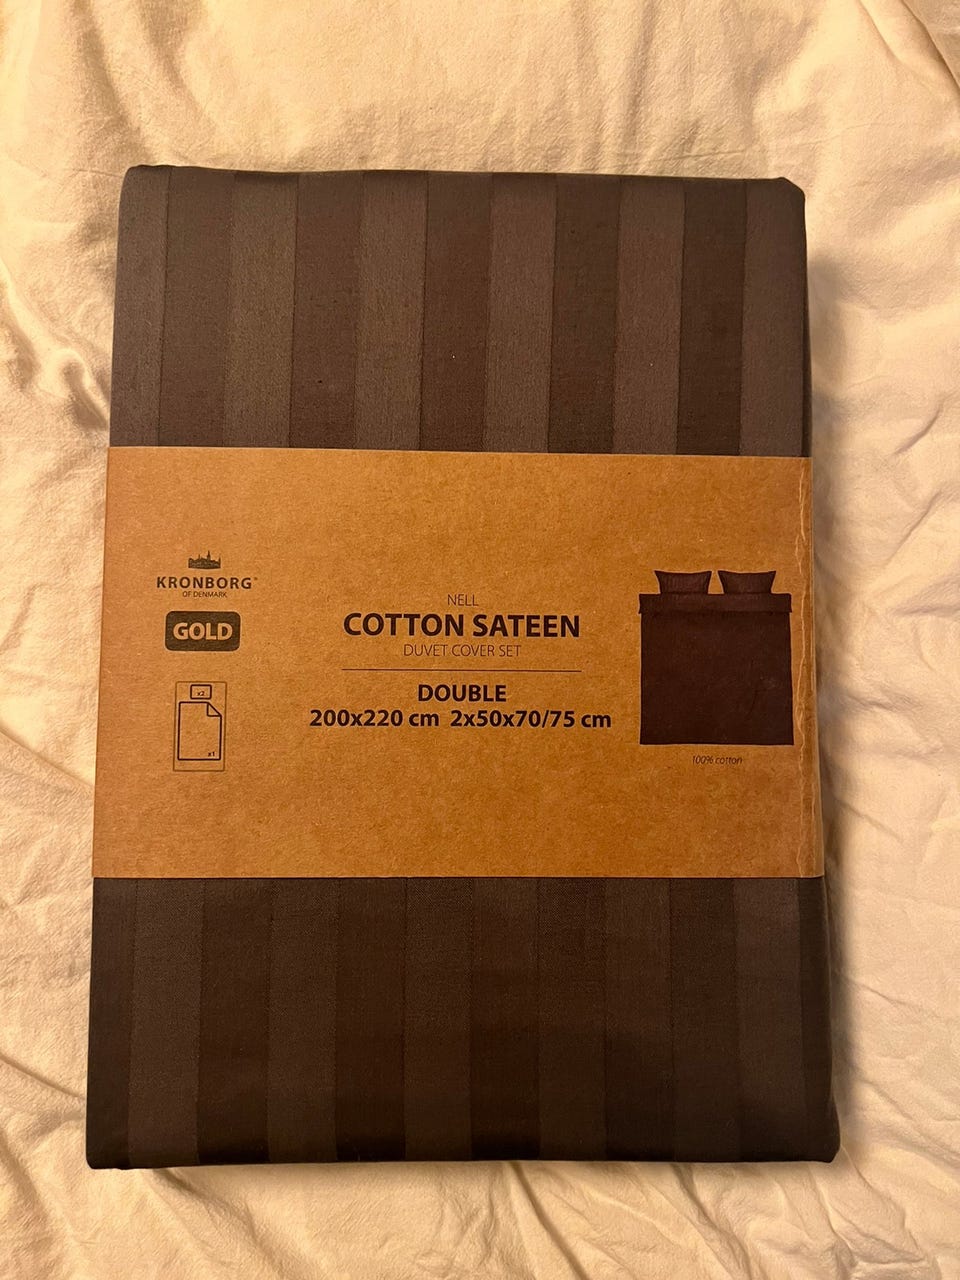 KRONBORG®
OF DENMARK
GOLD
x2
x1
NELL
COTTON SATEEN
DUVET COVER SET
DOUBLE
200x220 cm 2x50x70/75 cm
100% cotton